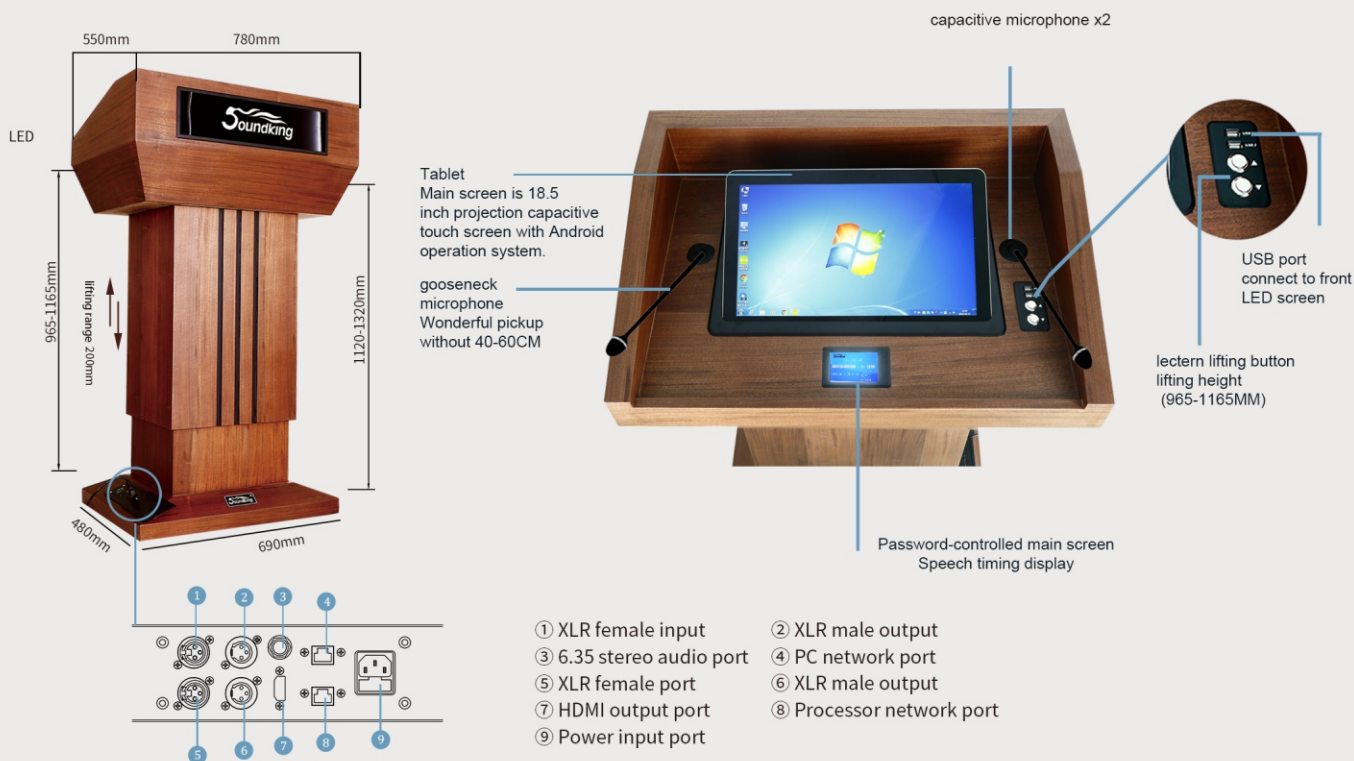 capacitive microphone x2
550mm
780mm
Soundking
LED
965-1165mm
lifting range 200mm
1120-1320mm
Soundking
480mm
690mm
Tablet
Main screen is 18.5
inch projection capacitive
touch screen with Android
operation system.
gooseneck
microphone
Wonderful pickup
without 40-60CM
USB
USB 2
USB port
connect to front
LED screen
lectern lifting button
lifting height
(965-1165MM)
Password-controlled main screen
Speech timing display
1
2
3
4
5
6
7
8
9
① XLR female input
② XLR male output
③ 6.35 stereo audio port
④ PC network port
⑤ XLR female port
⑥ XLR male output
⑦ HDMI output port
⑧ Processor network port
⑨ Power input port